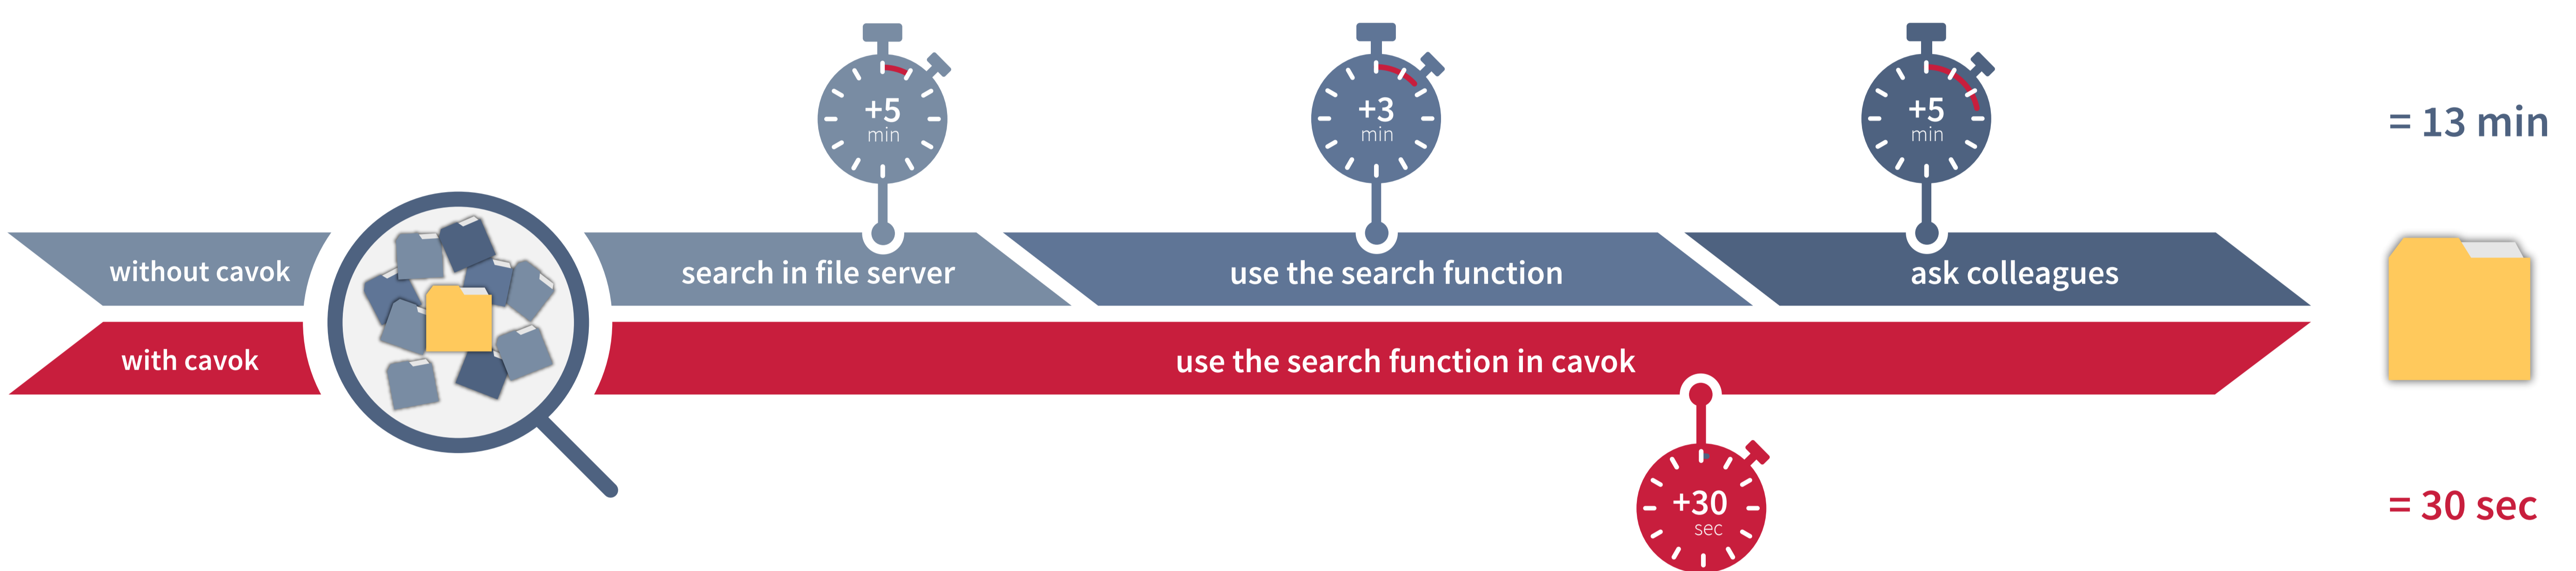 +5
min
+3
min
+5
min
= 13 min
without cavok
search in file server
use the search function
ask colleagues
with cavok
use the search function in cavok
+30
sec
= 30 sec